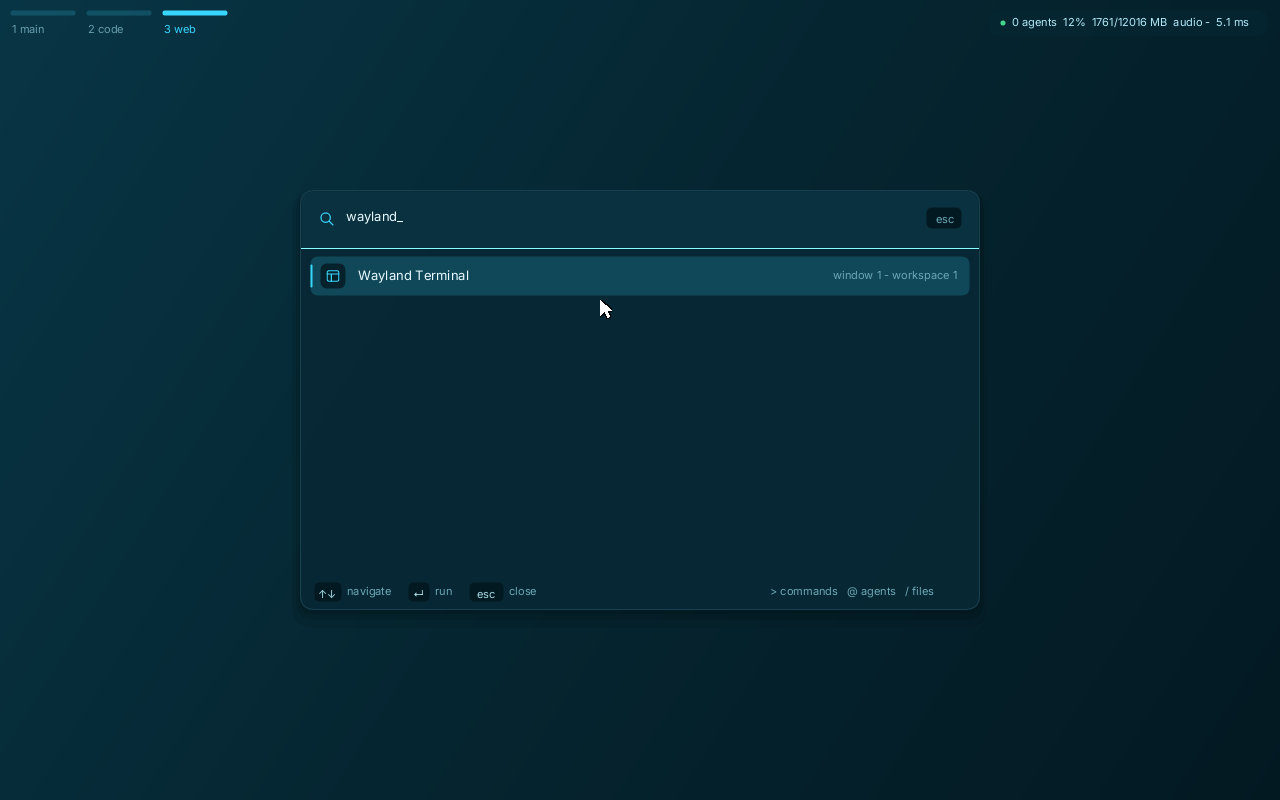 1 main 2 code 3 web
0 agents 12% 1761/12016 MB audio - 5.1 ms
wayland_ esc
Wayland Terminal window 1 - workspace 1
↑↓ navigate ↵ run esc close > commands @ agents / files